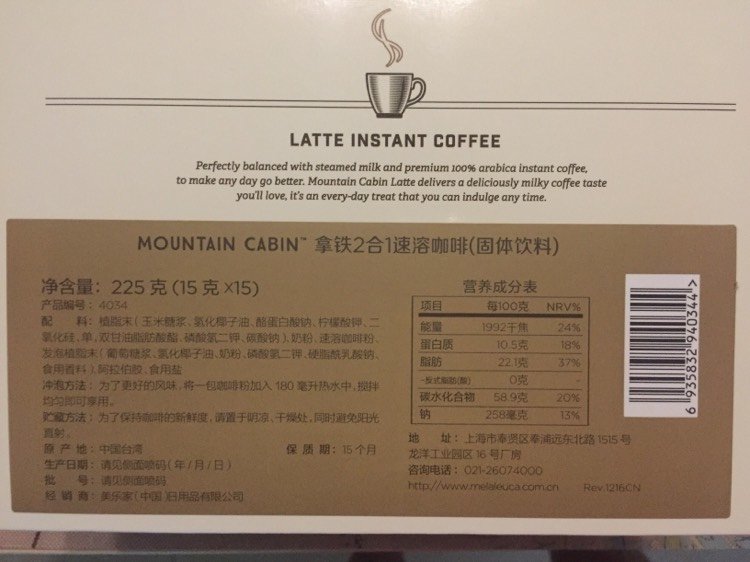 LATTE INSTANT COFFEE
Perfectly balanced with steamed milk and premium 100% arabica instant coffee,
to make any day go better. Mountain Cabin Latte delivers a deliciously milky coffee taste
you'll love, it's an every-day treat that you can indulge any time.
MOUNTAIN CABIN™ 拿铁2合1速溶咖啡(固体饮料)
净含量：225 克 (15 克 ×15)
产品编号：4034
配 料：植脂末（玉米糖浆、氢化椰子油、酪蛋白酸钠、柠檬酸钾、二
氧化硅、单,双甘油脂肪酸酯、磷酸氢二钾、碳酸钠）、奶粉、速溶咖啡粉、
发泡植脂末（葡萄糖浆、氢化椰子油、奶粉、磷酸氢二钾、硬脂酰乳酸钠、
食用香料）、阿拉伯胶、食用盐
冲泡方法：为了更好的风味，将一包咖啡粉加入 180 毫升热水中，搅拌
均匀即可享用。
贮藏方法：为了保持咖啡的新鲜度，请置于阴凉、干燥处，同时避免阳光
直射。
原 产 地：中国台湾 保 质 期：15 个月
生产日期：请见侧面喷码（年 / 月 / 日）
批 号：请见侧面喷码
经 销 商：美乐家（中国）日用品有限公司
营养成分表
项目 每100克 NRV%
能量 1992千焦 24%
蛋白质 10.5克 18%
脂肪 22.1克 37%
-反式脂肪(酸) 0克 -
碳水化合物 58.9克 20%
钠 258毫克 13%
地 址：上海市奉贤区奉浦远东北路 1515 号
龙洋工业园区 16 号厂房
咨询电话：021-26074000
http://www.melaleuca.com.cn Rev.1216CN
6 935832 940344 >